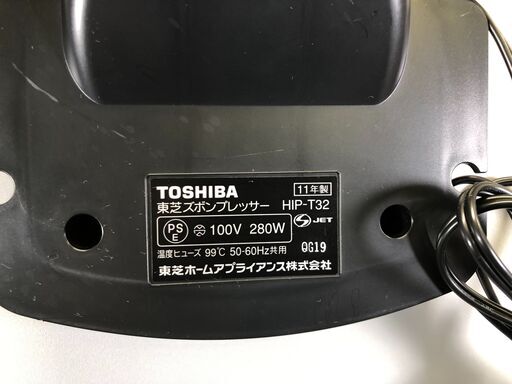 TOSHIBA 11年製
東芝ズボンプレッサー HIP-T32
PS E 100V 280W S JET
温度ヒューズ 99℃ 50-60Hz共用 QG19
東芝ホームアプライアンス株式会社